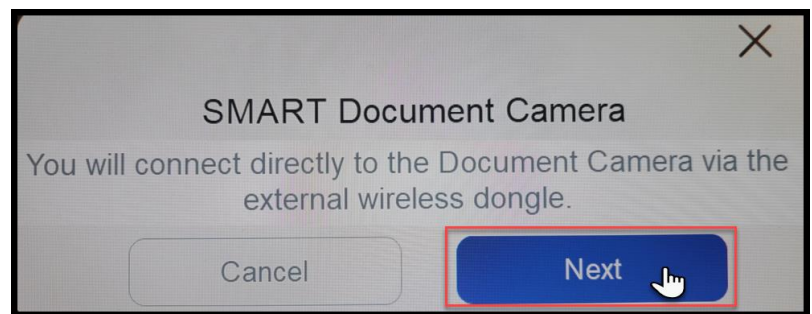 SMART Document Camera
You will connect directly to the Document Camera via the
external wireless dongle.
Cancel
Next